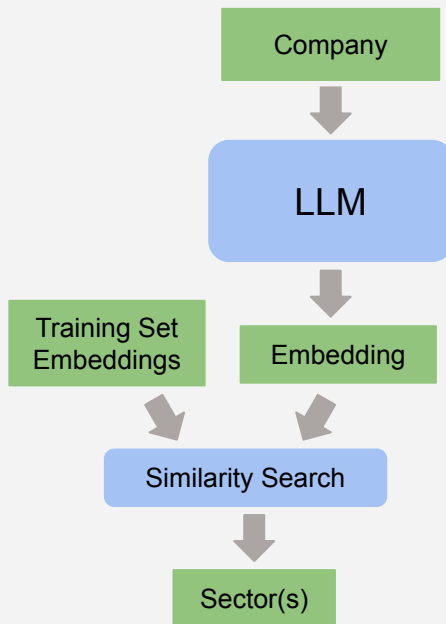 Company
LLM
Training Set
Embeddings
Embedding
Similarity Search
Sector(s)